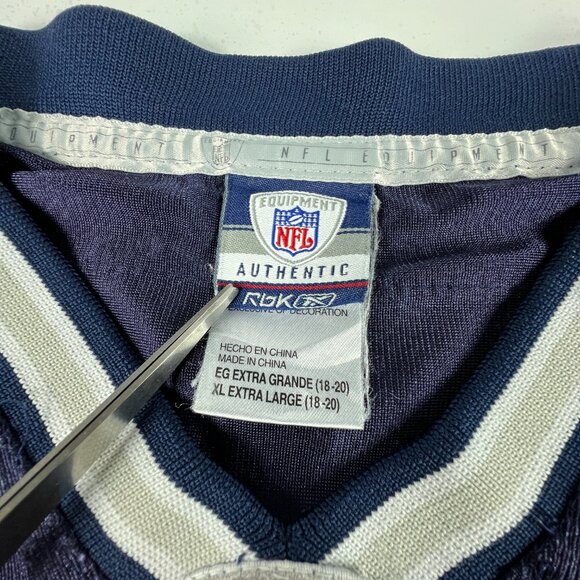 EQUIPMENT NFL NFL EQUIPMENT
EQUIPMENT
NFL
AUTHENTIC
RBK
OF DECORATION
HECHO EN CHINA
MADE IN CHINA
EG EXTRA GRANDE (18-20)
XL EXTRA LARGE (18-20)